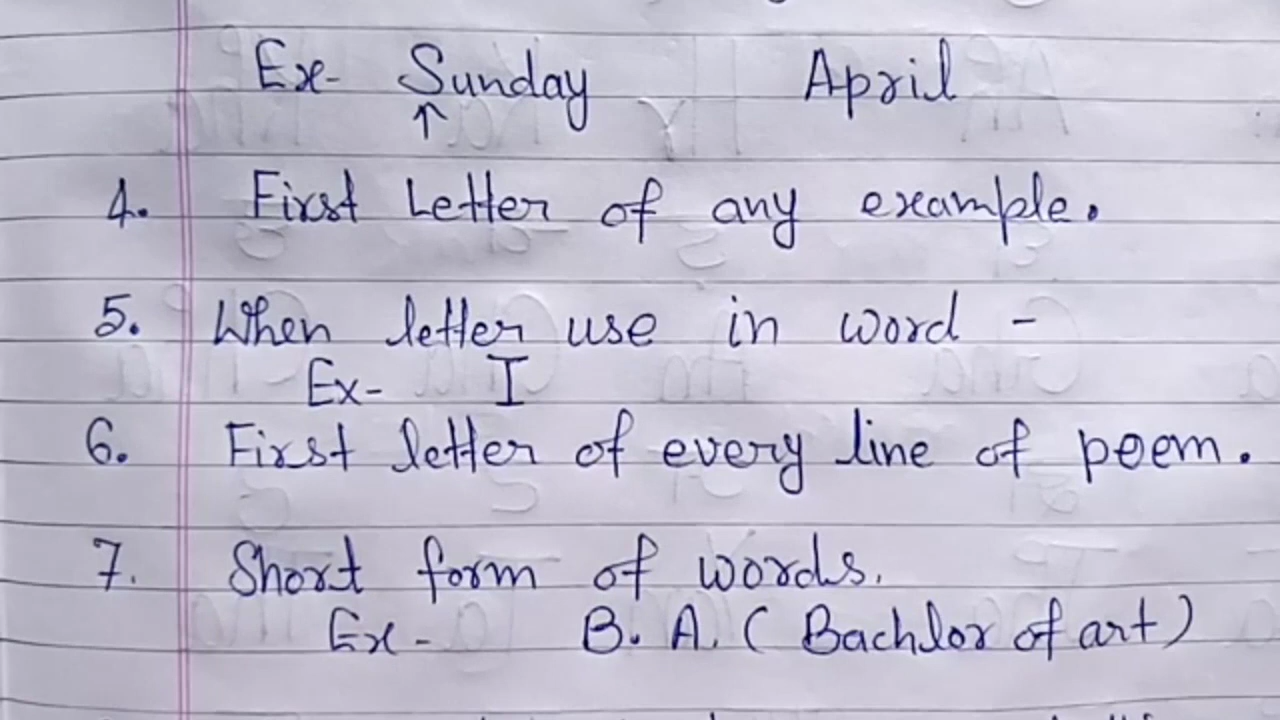 Ex- Sunday April
↑
4. First Letter of any example.
5. When letter use in word -
Ex- I
6. First letter of every line of poem.
7. Short form of words.
Ex- B. A. ( Bachlor of art )